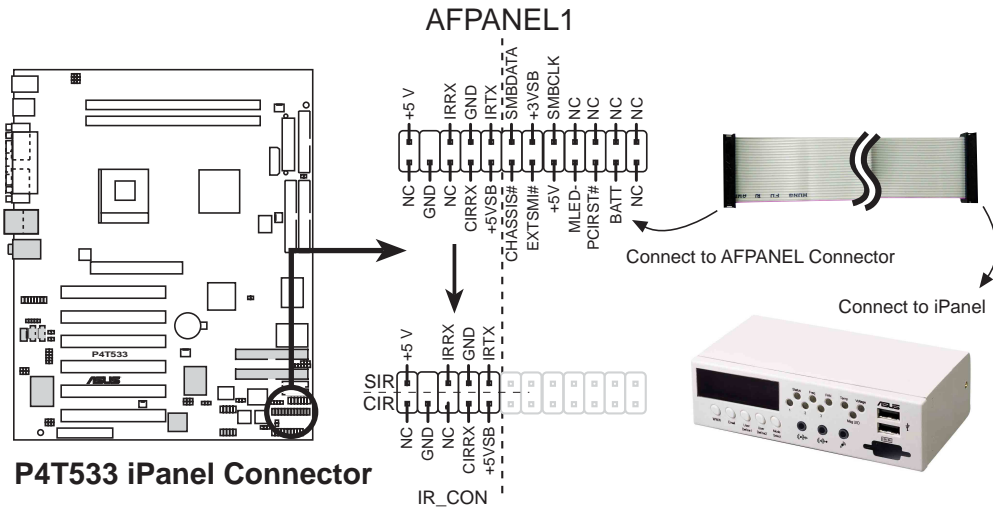 AFPANEL1
+5 V
IRRX
GND
IRTX
SMBDATA
+3VSB
SMBCLK
NC
NC
NC
NC
NC
GND
NC
CIRRX
+5VSB
CHASSIS#
EXTSMI#
+5V
MLED-
PCIRST#
BATT
NC
Connect to AFPANEL Connector
Connect to iPanel
P4T533
ASUS
SIR
CIR
+5 V
IRRX
GND
IRTX
NC
GND
NC
CIRRX
+5VSB
IR_CON
P4T533 iPanel Connector
ASUS